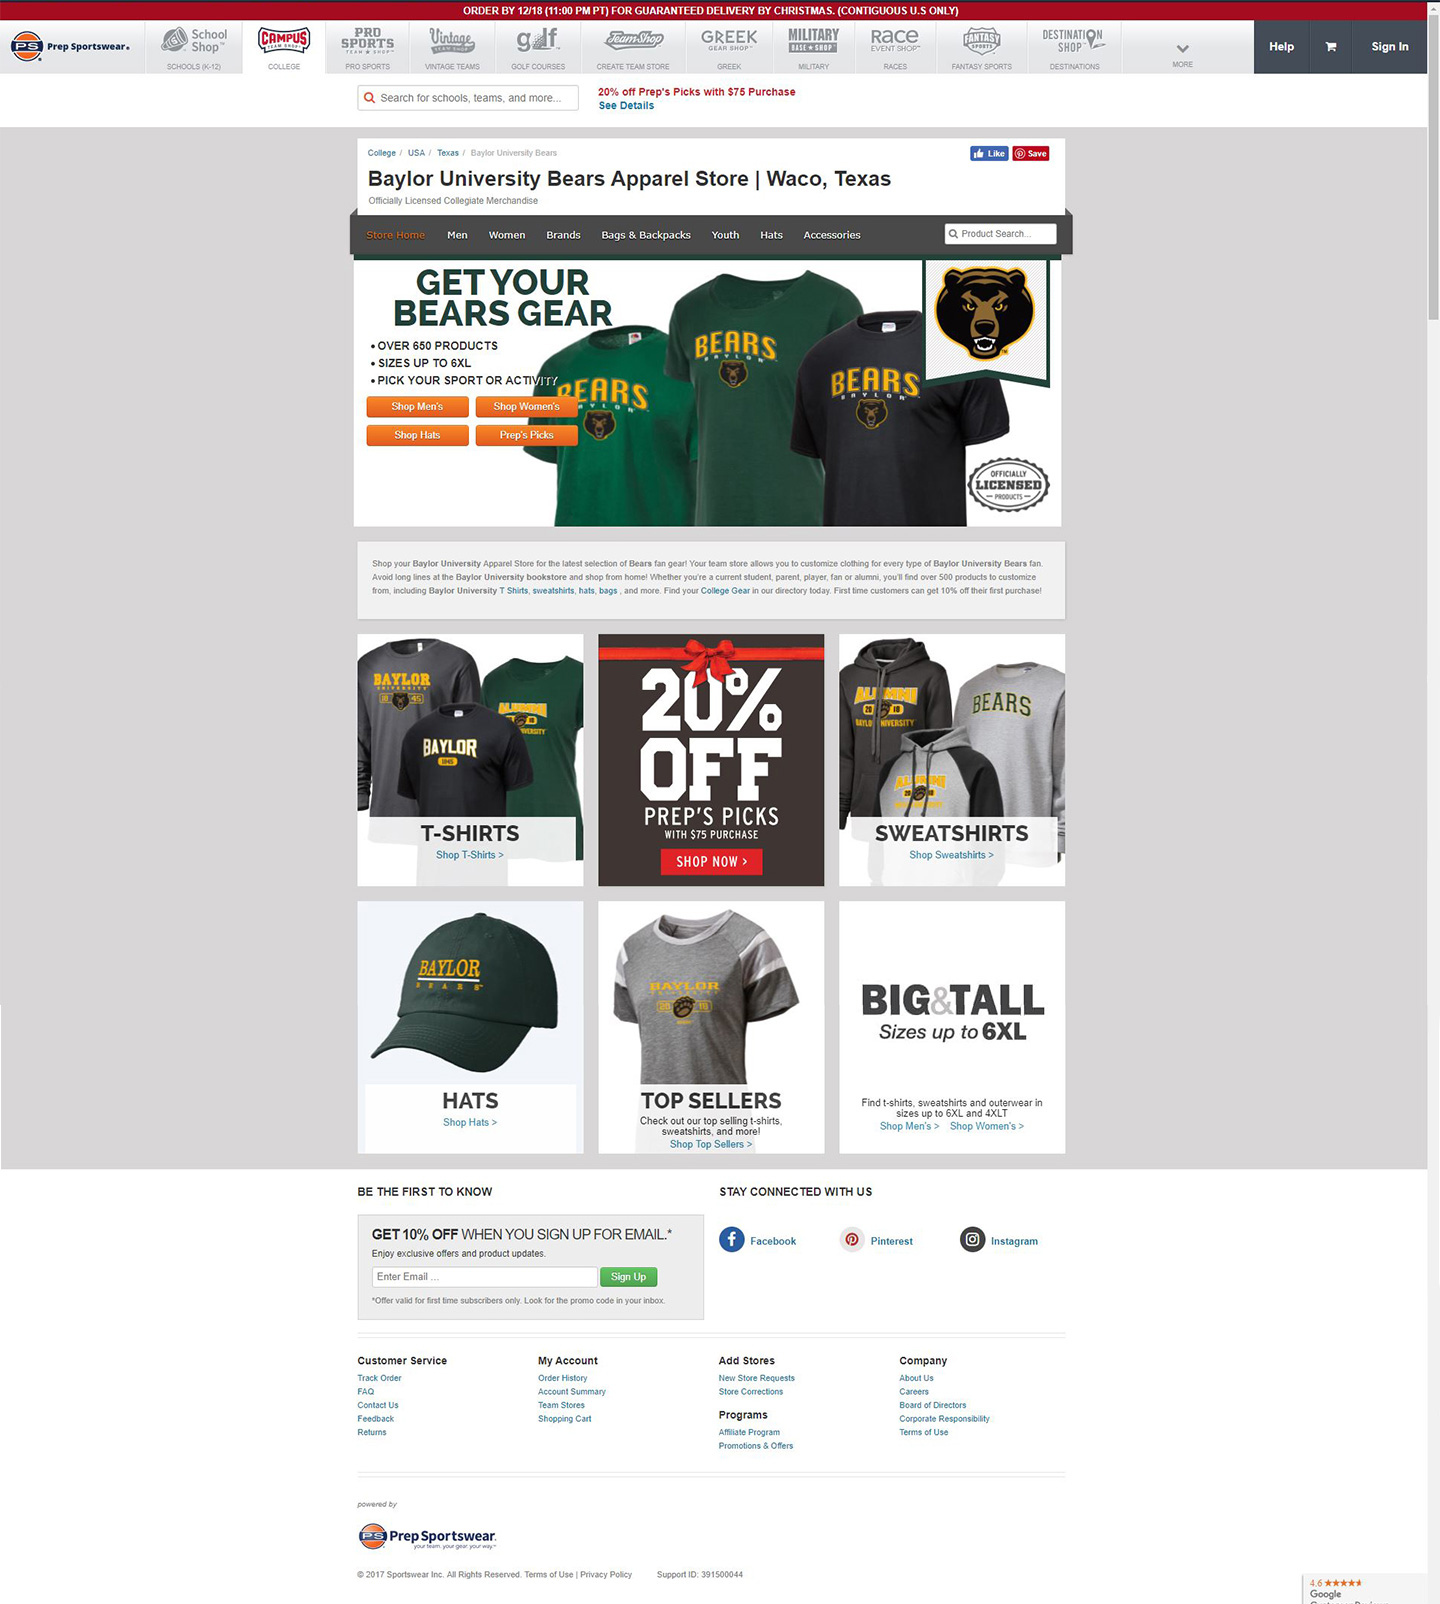 ORDER BY 12/18 (11:00 PM PT) FOR GUARANTEED DELIVERY BY CHRISTMAS. (CONTIGUOUS U.S ONLY)
PS Prep Sportswear.
School Shop™
SCHOOLS (K-12)
CAMPUS TEAM SHOP
COLLEGE
PRO SPORTS TEAM ★ SHOP
PRO SPORTS
Vintage TEAM SHOP
VINTAGE TEAMS
golf
GOLF COURSES
TeamShop
CREATE TEAM STORE
GREEK GEAR SHOP™
GREEK
MILITARY BASE ★ SHOP
MILITARY
RACE EVENT SHOP™
RACES
FANTASY SPORTS
FANTASY SPORTS
DESTINATION SHOP™
DESTINATIONS
MORE
Help
Sign In
Search for schools, teams, and more...
20% off Prep's Picks with $75 Purchase
See Details
College / USA / Texas / Baylor University Bears
Like
Save
Baylor University Bears Apparel Store | Waco, Texas
Officially Licensed Collegiate Merchandise
Store Home Men Women Brands Bags & Backpacks Youth Hats Accessories
Product Search...
GET YOUR
BEARS GEAR
• OVER 650 PRODUCTS
• SIZES UP TO 6XL
• PICK YOUR SPORT OR ACTIVITY
Shop Men's Shop Women's
Shop Hats Prep's Picks
BEARS
BAYLOR
BEARS
BAYLOR
BEARS
BAYLOR
OFFICIALLY
LICENSED
PRODUCTS
Shop your Baylor University Apparel Store for the latest selection of Bears fan gear! Your team store allows you to customize clothing for every type of Baylor University Bears fan.
Avoid long lines at the Baylor University bookstore and shop from home! Whether you're a current student, parent, player, fan or alumni, you'll find over 500 products to customize
from, including Baylor University T Shirts, sweatshirts, hats, bags , and more. Find your College Gear in our directory today. First time customers can get 10% off their first purchase!
BAYLOR
UNIVERSITY
18 45
BAYLOR
ALUMNI
20 18
T-SHIRTS
Shop T-Shirts >
20%
OFF
PREP'S PICKS
WITH $75 PURCHASE
SHOP NOW >
ALUMNI
20 18
BAYLOR UNIVERSITY
BEARS
ALUMNI
20 18
SWEATSHIRTS
Shop Sweatshirts >
BAYLOR
BEARS
HATS
Shop Hats >
BAYLOR
UNIVERSITY
20 18
TOP SELLERS
Check out our top selling t-shirts,
sweatshirts, and more!
Shop Top Sellers >
BIG&TALL
Sizes up to 6XL
Find t-shirts, sweatshirts and outerwear in
sizes up to 6XL and 4XLT
Shop Men's > Shop Women's >
BE THE FIRST TO KNOW
GET 10% OFF WHEN YOU SIGN UP FOR EMAIL.*
Enjoy exclusive offers and product updates.
Enter Email ...
Sign Up
*Offer valid for first time subscribers only. Look for the promo code in your inbox.
STAY CONNECTED WITH US
Facebook
Pinterest
Instagram
Customer Service
Track Order
FAQ
Contact Us
Feedback
Returns
My Account
Order History
Account Summary
Team Stores
Shopping Cart
Add Stores
New Store Requests
Store Corrections
Programs
Affiliate Program
Promotions & Offers
Company
About Us
Careers
Board of Directors
Corporate Responsibility
Terms of Use
powered by
PS Prep Sportswear.
your team. your gear. your way.™
© 2017 Sportswear Inc. All Rights Reserved. Terms of Use | Privacy Policy Support ID: 391500044
4.6
Google